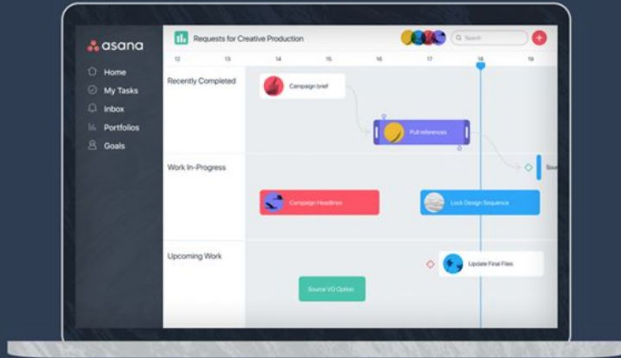 asana
Home
My Tasks
Inbox
Portfolios
Goals
Requests for Creative Production
Search
12 13 14 15 16 17 18 19
Recently Completed
Campaign brief
Pull references
Work In-Progress
Sour
Campaign Headlines
Lock Design Sequence
Upcoming Work
Update Final Files
Source VO Option